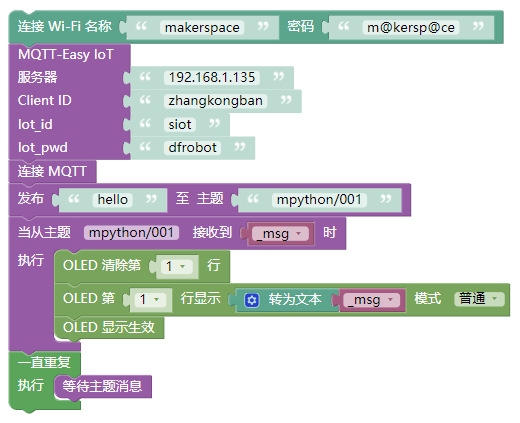 连接 Wi-Fi 名称 “ makerspace ” 密码 “ m@kersp@ce ”
MQTT-Easy IoT
服务器 “ 192.168.1.135 ”
Client ID “ zhangkongban ”
Iot_id “ siot ”
Iot_pwd “ dfrobot ”
连接 MQTT
发布 “ hello ” 至 主题 “ mpython/001 ”
当从主题 mpython/001 接收到 _msg 时
执行 OLED 清除第 1 行
OLED 第 1 行显示 转为文本 _msg 模式 普通
OLED 显示生效
一直重复
执行 等待主题消息